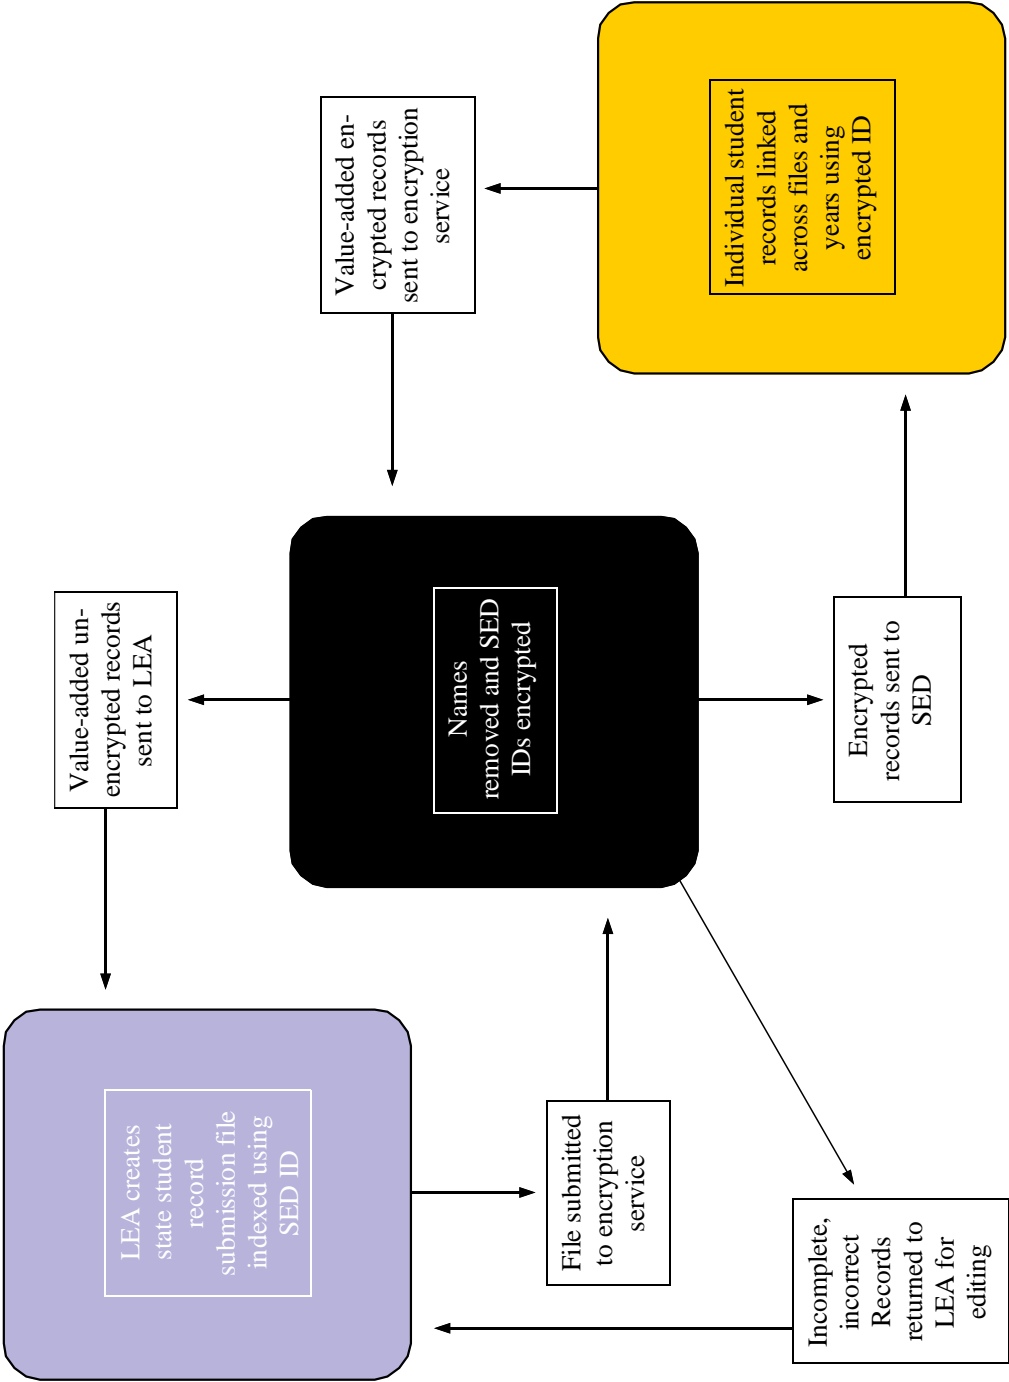 LEA creates
state student
record
submission file
indexed using
SED ID
Value-added un-
encrypted records
sent to LEA
File submitted
to encryption
service
Incomplete,
incorrect
Records
returned to
LEA for
editing
Names
removed and SED
IDs encrypted
Value-added en-
crypted records
sent to encryption
service
Encrypted
records sent to
SED
Individual student
records linked
across files and
years using
encrypted ID